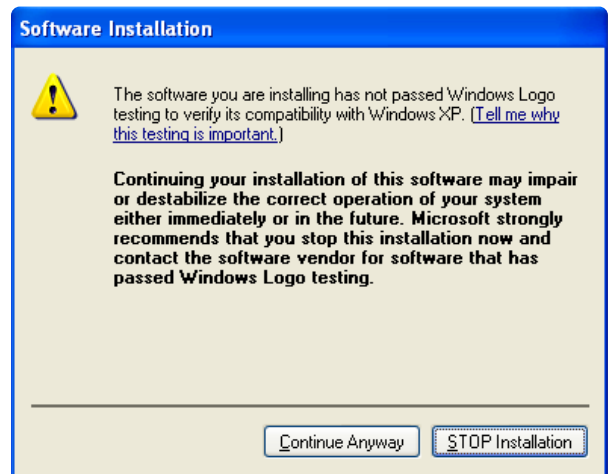 Software Installation
The software you are installing has not passed Windows Logo
testing to verify its compatibility with Windows XP. (Tell me why
this testing is important.)
Continuing your installation of this software may impair
or destabilize the correct operation of your system
either immediately or in the future. Microsoft strongly
recommends that you stop this installation now and
contact the software vendor for software that has
passed Windows Logo testing.
Continue Anyway
STOP Installation